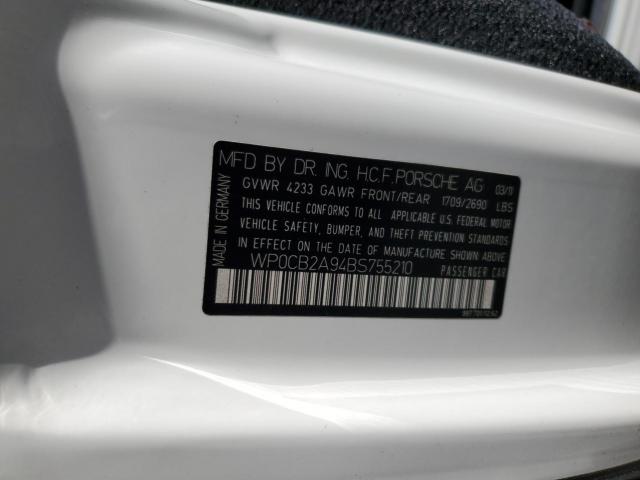 MFD BY DR. ING. H.C.F. PORSCHE AG 03/11
GVWR 4233 GAWR FRONT/REAR 1709/2690 LBS
THIS VEHICLE CONFORMS TO ALL APPLICABLE U.S. FEDERAL MOTOR
VEHICLE SAFETY, BUMPER, AND THEFT PREVENTION STANDARDS
IN EFFECT ON THE DATE OF MANUFACTURE SHOWN ABOVE
WP0CB2A94BS755210 PASSENGER CAR
MADE IN GERMANY